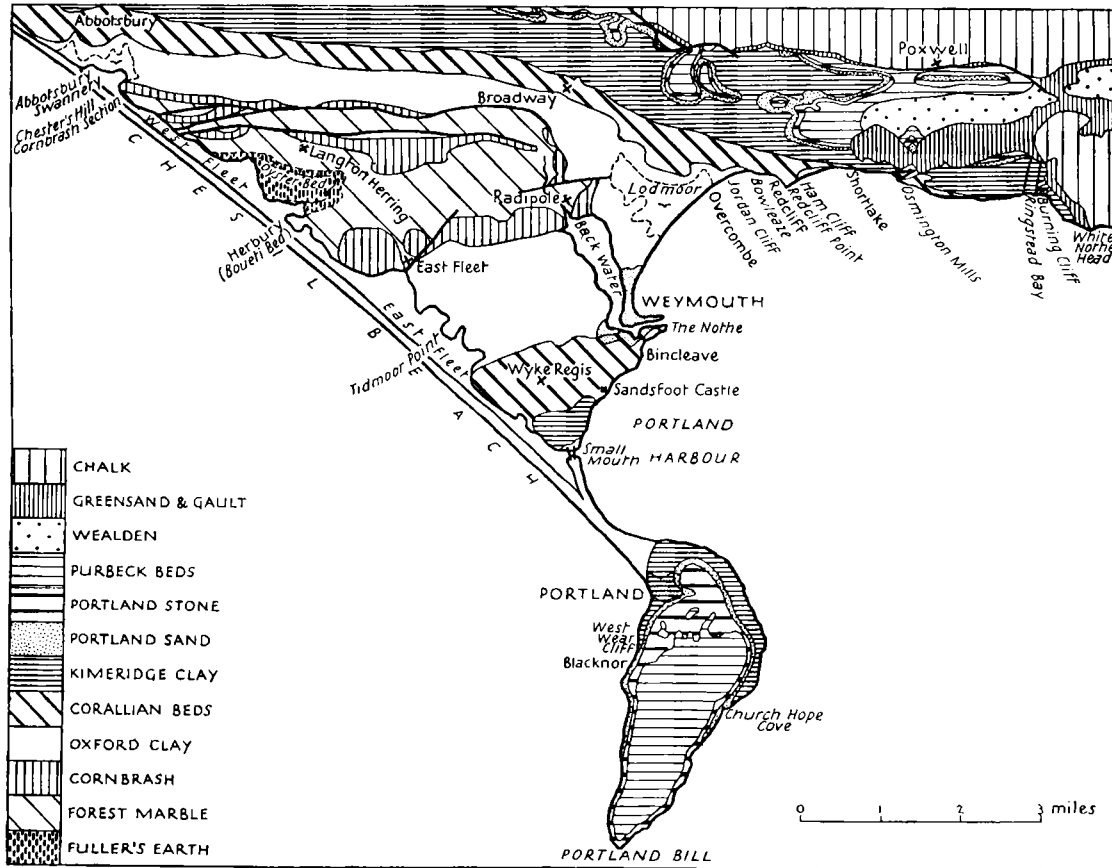 Abbotsbury
Abbotsbury
Swannery
Chester's Hill
Cornbrash Section
West Fleet
Langton Herring
Broadway
Radipole
Back Water
Lodmoor
Poxwell
Overcombe
Jordan Cliff
Bowleaze
Redcliff
Redcliff Point
Ham Cliff
Shortlake
Osmington Mills
Ringstead Bay
Burning Cliff
White
Nothe
Head
Herbury
(Boueti Bed)
East Fleet
East Fleet
CHESIL BEACH
Tidmoor Point
WEYMOUTH
The Nothe
Bincleave
Wyke Regis
Sandsfoot Castle
PORTLAND
HARBOUR
Small
Mouth
PORTLAND
West
Wear
Cliff
Blacknor
Church Hope
Cove
PORTLAND BILL
CHALK
GREENSAND & GAULT
WEALDEN
PURBECK BEDS
PORTLAND STONE
PORTLAND SAND
KIMERIDGE CLAY
CORALLIAN BEDS
OXFORD CLAY
CORNBRASH
FOREST MARBLE
FULLER'S EARTH
0 1 2 3 miles